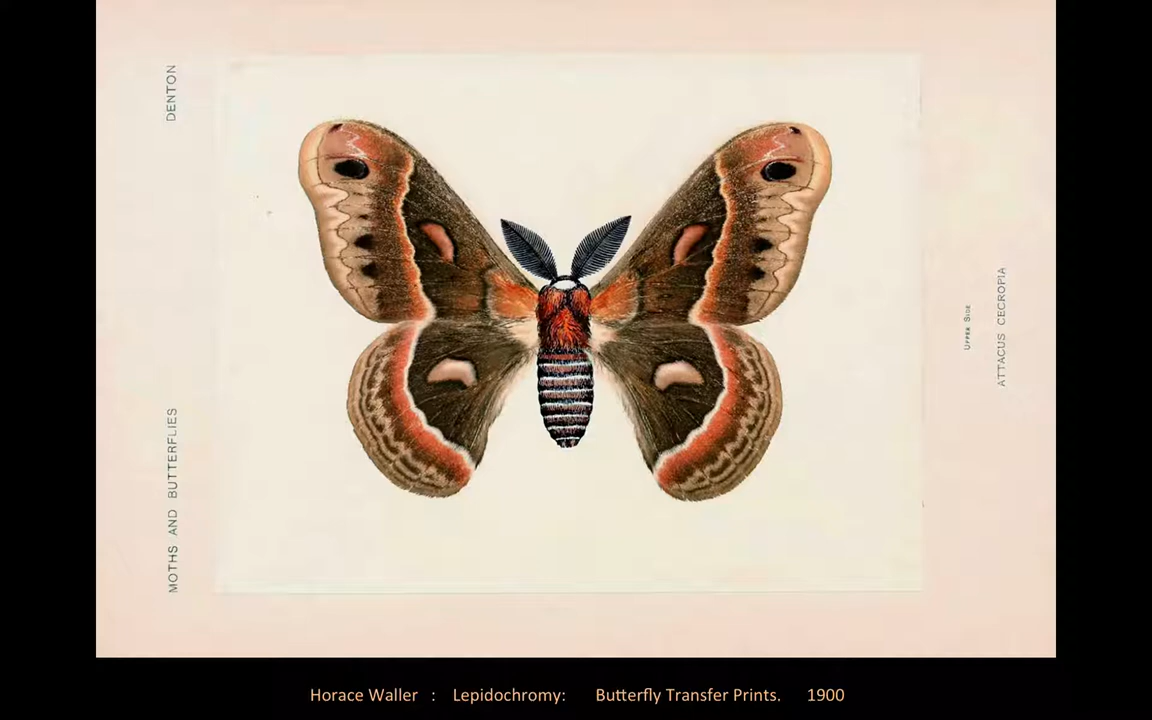 MOTHS AND BUTTERFLIES
DENTON
UPPER SIDE
ATTACUS CECROPIA
Horace Waller : Lepidochromy: Butterfly Transfer Prints. 1900